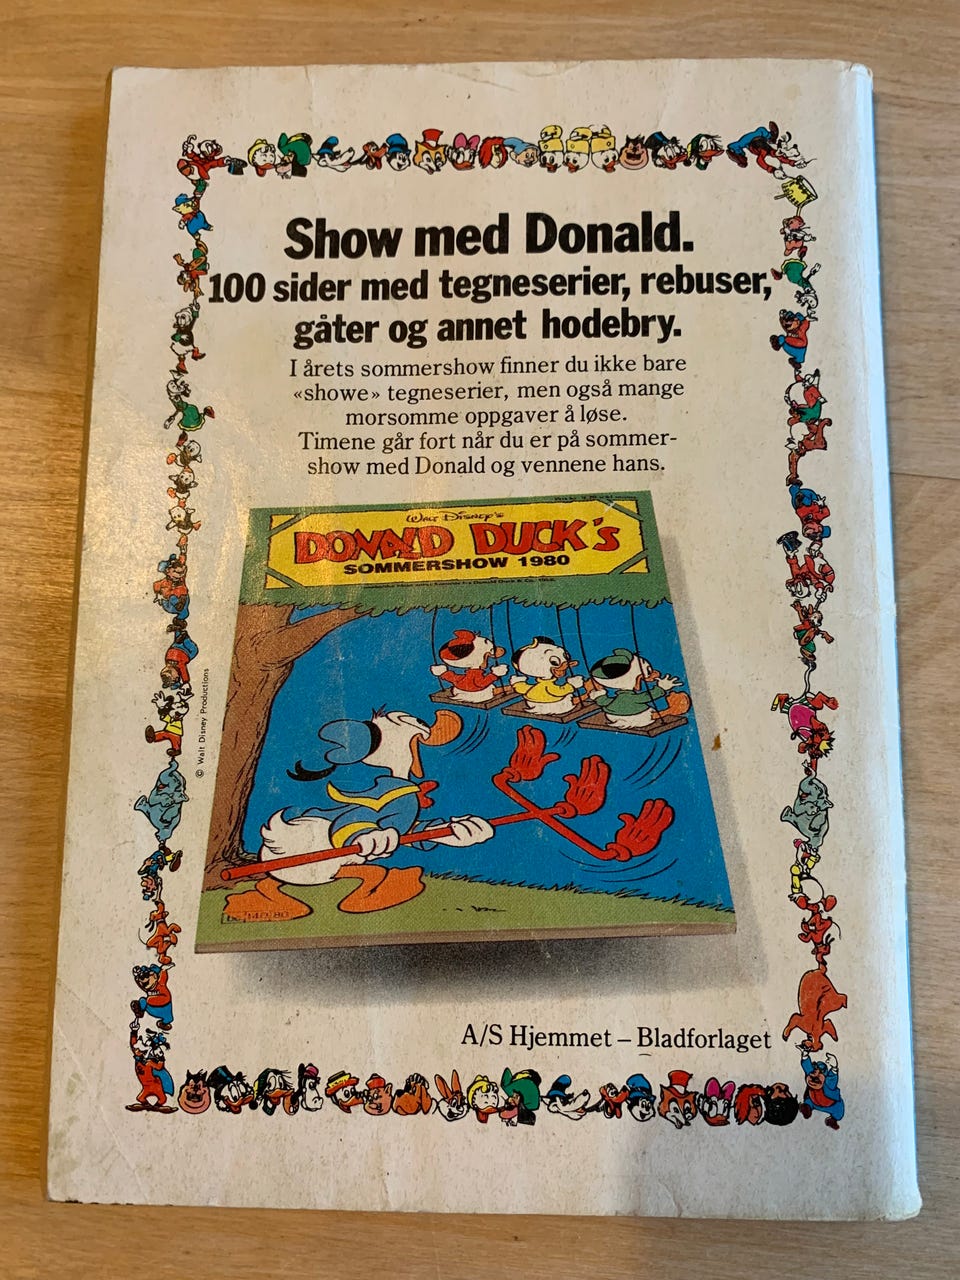 Show med Donald.
100 sider med tegneserier, rebuser,
gåter og annet hodebry.
I årets sommershow finner du ikke bare
«showe» tegneserier, men også mange
morsomme oppgaver å løse.
Timene går fort når du er på sommer-
show med Donald og vennene hans.
Walt Disney's
DONALD DUCK's
SOMMERSHOW 1980
© Walt Disney Productions
A/S Hjemmet – Bladforlaget